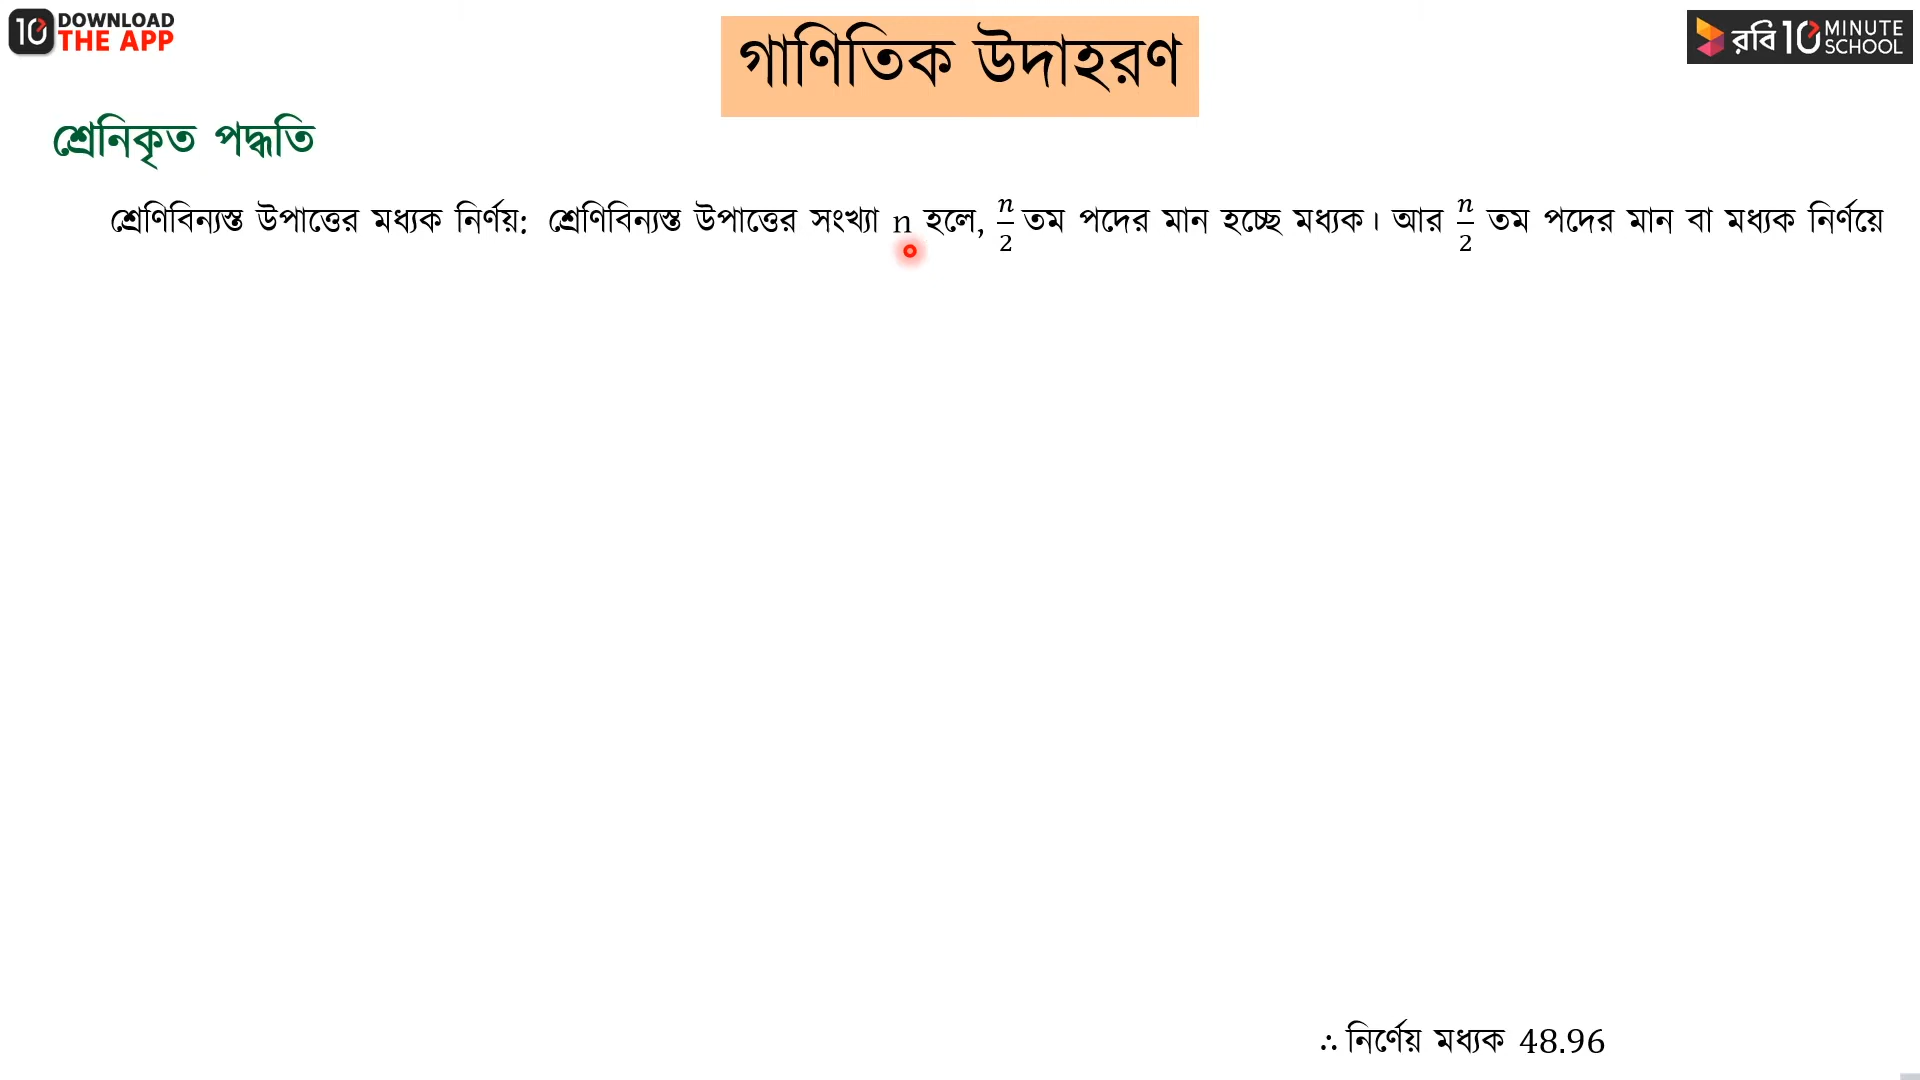 DOWNLOAD
THE APP
গাণিতিক উদাহরণ
রবি 10 MINUTE SCHOOL
শ্রেনিকৃত পদ্ধতি
শ্রেণিবিন্যস্ত উপাত্তের মধ্যক নির্ণয়: শ্রেণিবিন্যস্ত উপাত্তের সংখ্যা n হলে, n/2 তম পদের মান হচ্ছে মধ্যক। আর n/2 তম পদের মান বা মধ্যক নির্ণয়ে
∴ নির্ণেয় মধ্যক 48.96